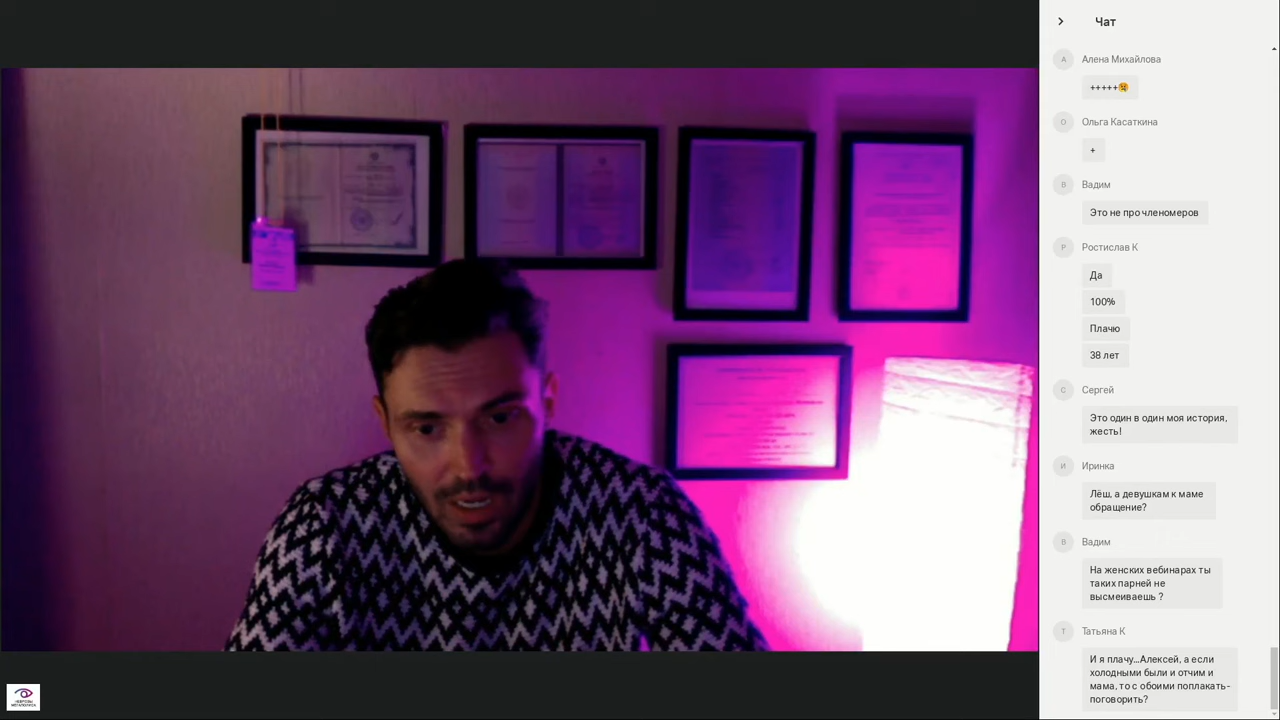 Чат
А
Алена Михайлова
+++++🤧
О
Ольга Касаткина
+
В
Вадим
Это не про членомеров
Р
Ростислав К
Да
100%
Плачю
38 лет
С
Сергей
Это один в один моя история,
жесть!
И
Иринка
Лёш, а девушкам к маме
обращение?
В
Вадим
На женских вебинарах ты
таких парней не
высмеиваешь ?
Т
Татьяна К
И я плачу...Алексей, а если
холодными были и отчим и
мама, то с обоими поплакать-
поговорить?